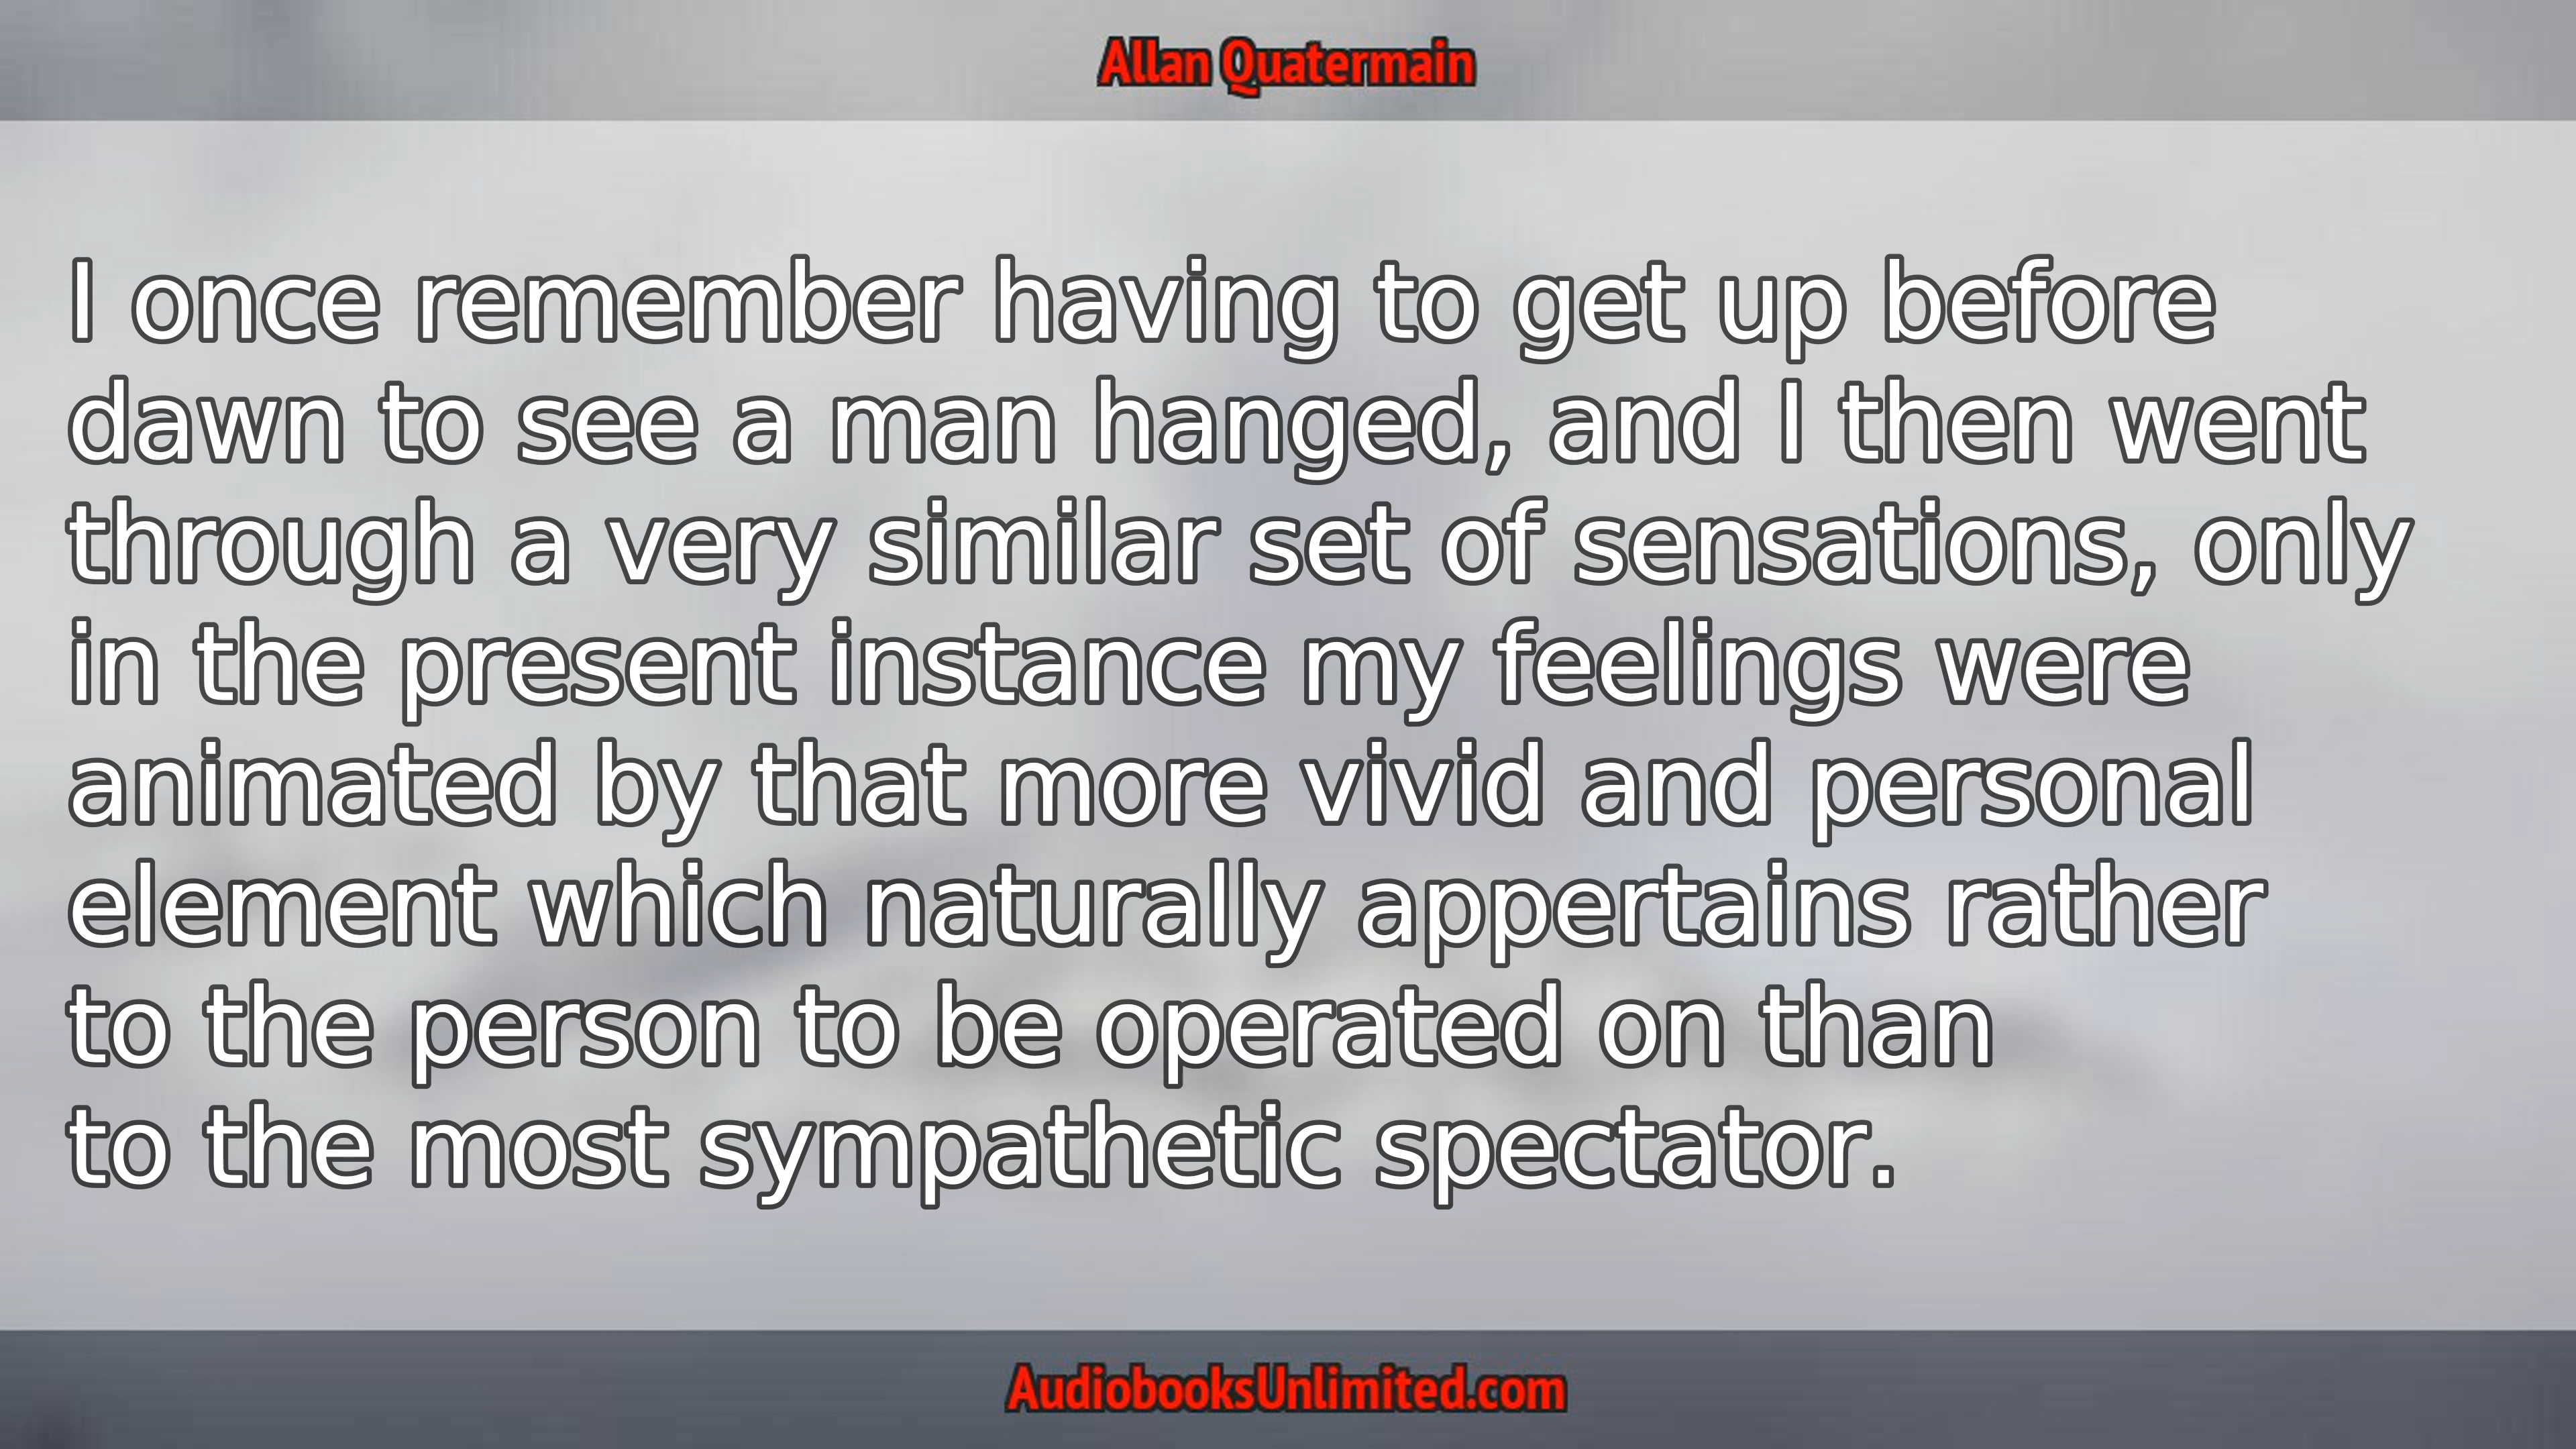 Allan Quatermain
I once remember having to get up before
dawn to see a man hanged, and I then went
through a very similar set of sensations, only
in the present instance my feelings were
animated by that more vivid and personal
element which naturally appertains rather
to the person to be operated on than
to the most sympathetic spectator.
AudiobooksUnlimited.com